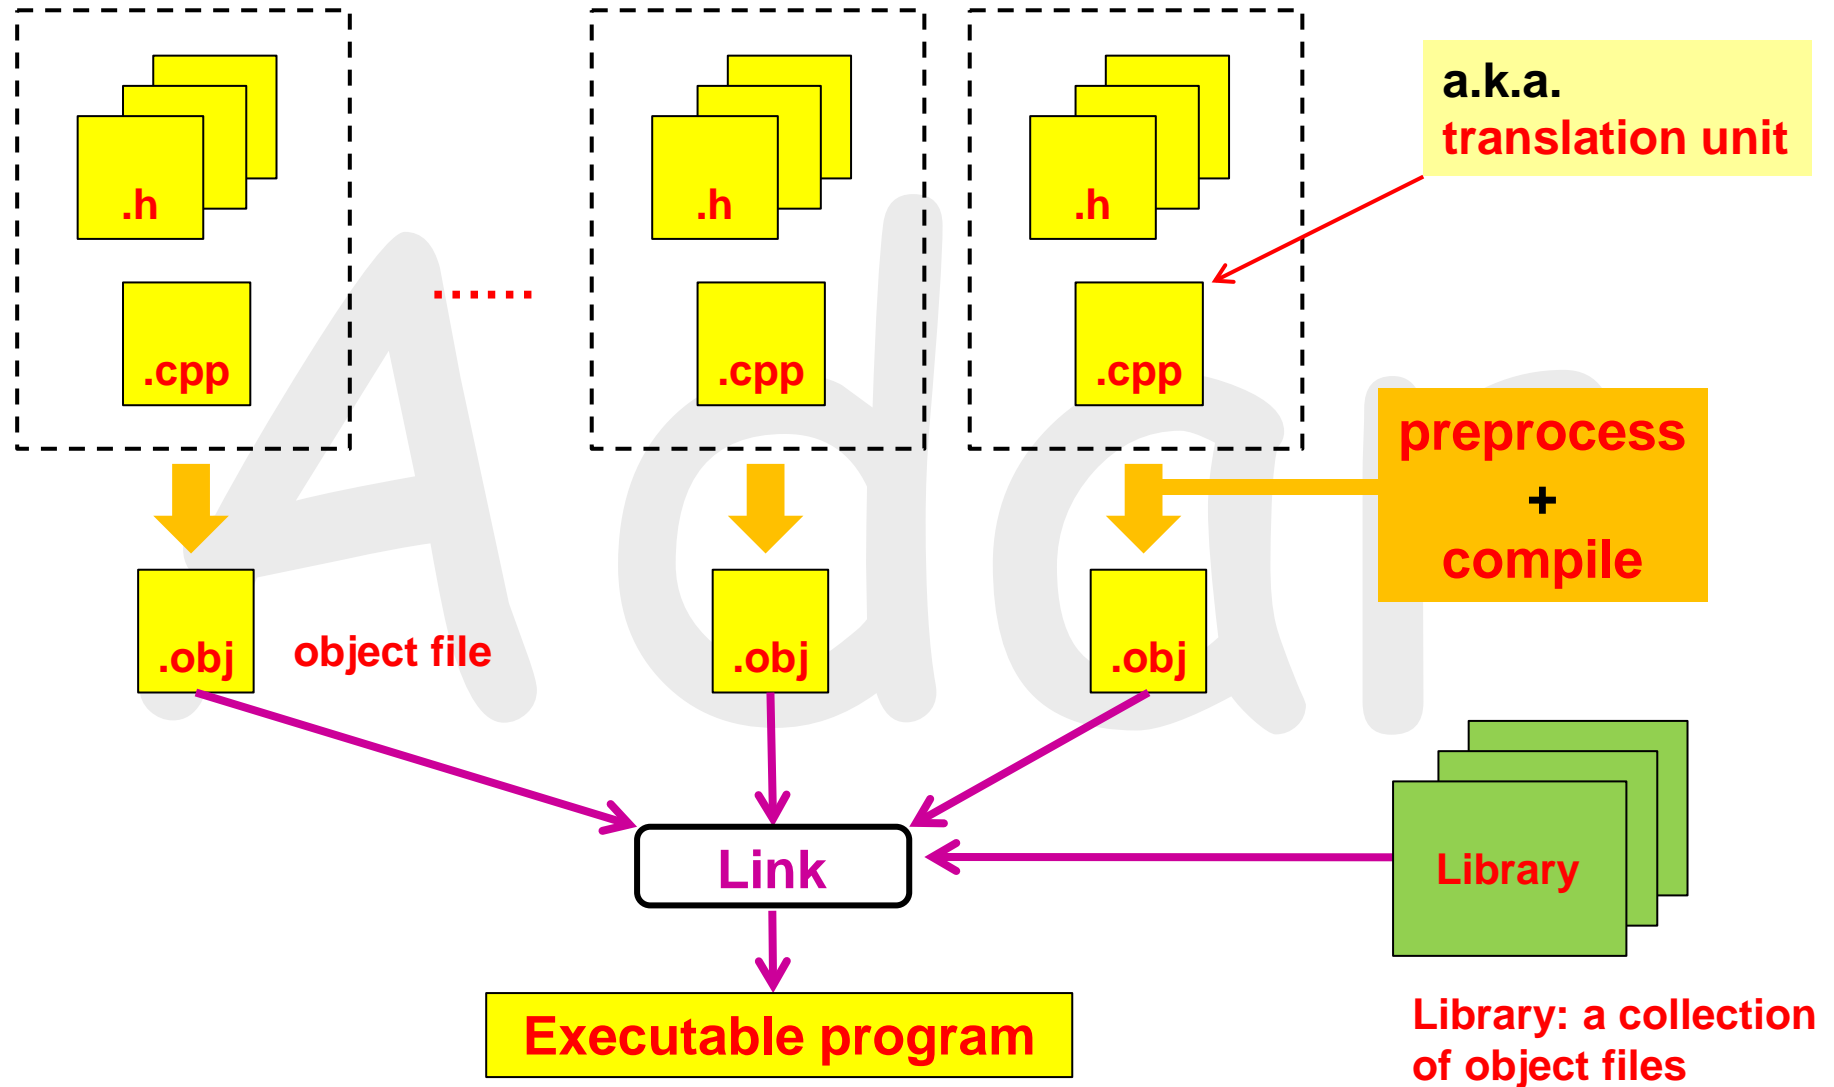 a.k.a.
translation unit
.h
.h
.h
......
.cpp
.cpp
.cpp
preprocess
+
compile
.obj
object file
.obj
.obj
Link
Library
Executable program
Library: a collection
of object files
Adar